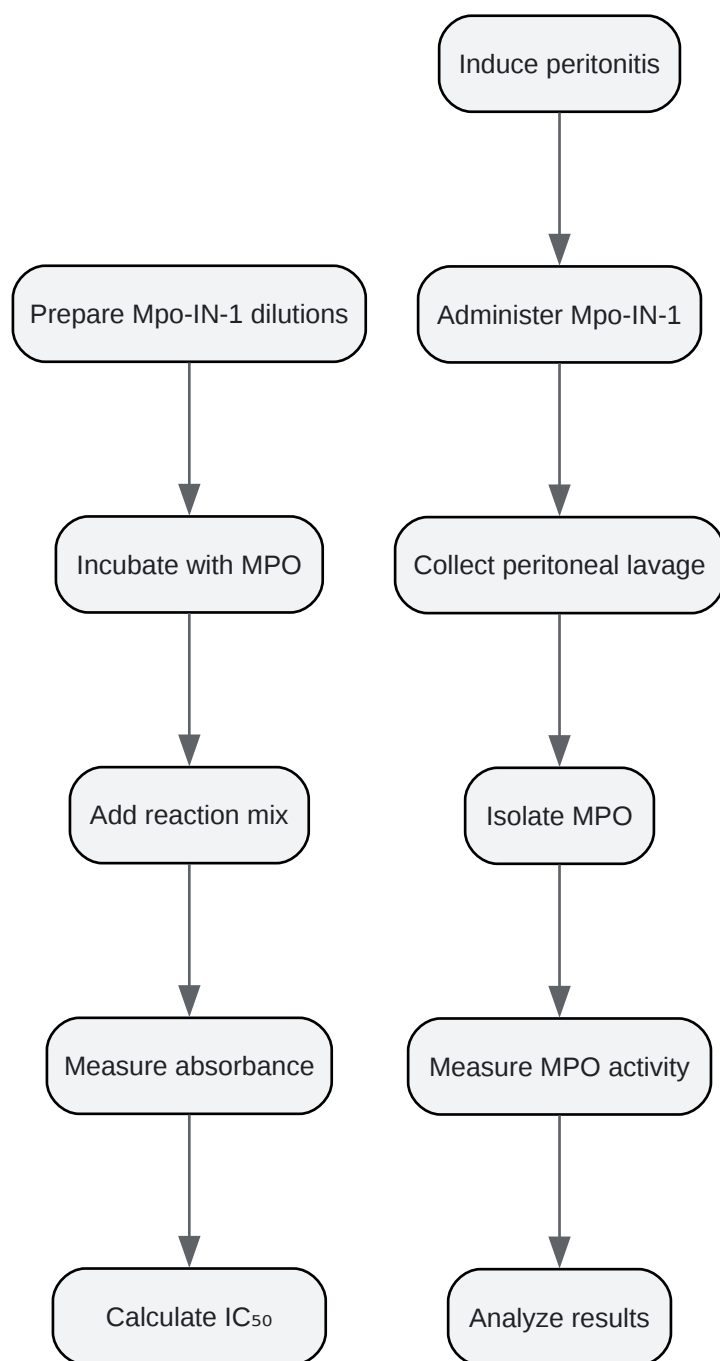 Induce peritonitis
Prepare Mpo-IN-1 dilutions
Administer Mpo-IN-1
Incubate with MPO
Collect peritoneal lavage
Add reaction mix
Isolate MPO
Measure absorbance
Measure MPO activity
Calculate IC₅₀
Analyze results